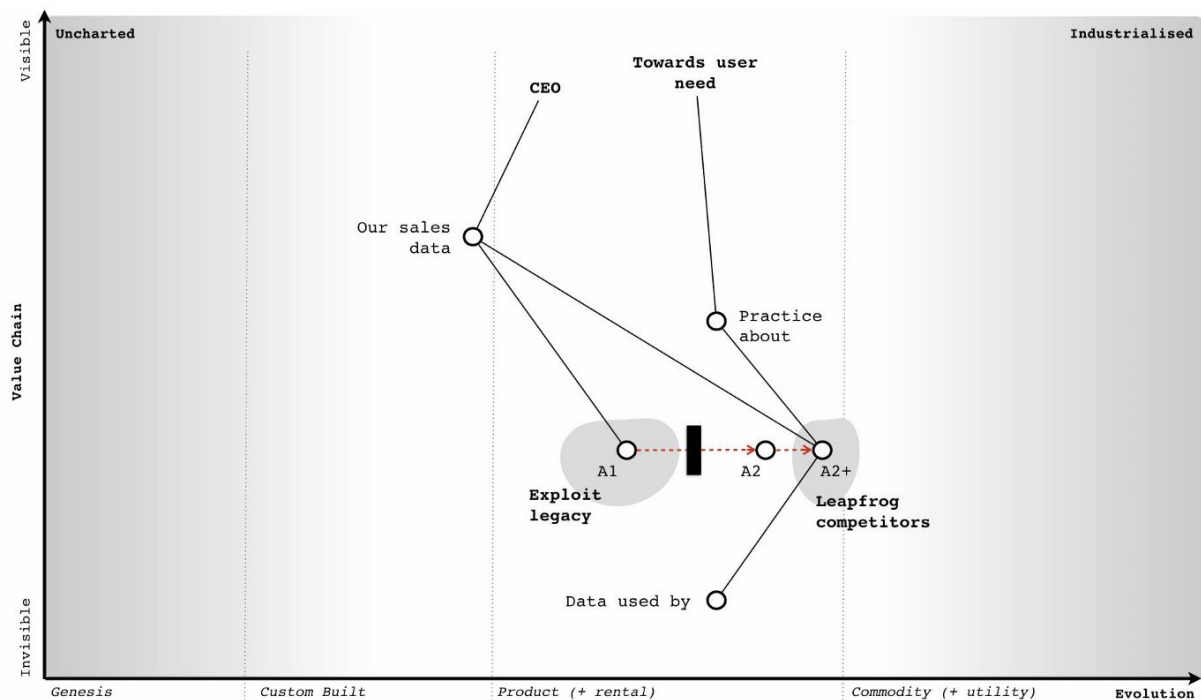 Visible
Uncharted
Industrialised
CEO
Towards user
need
Our sales
data
Practice
about
Value Chain
A1
A2
A2+
Exploit
legacy
Leapfrog
competitors
Data used by
Invisible
Genesis
Custom Built
Product (+ rental)
Commodity (+ utility)
Evolution